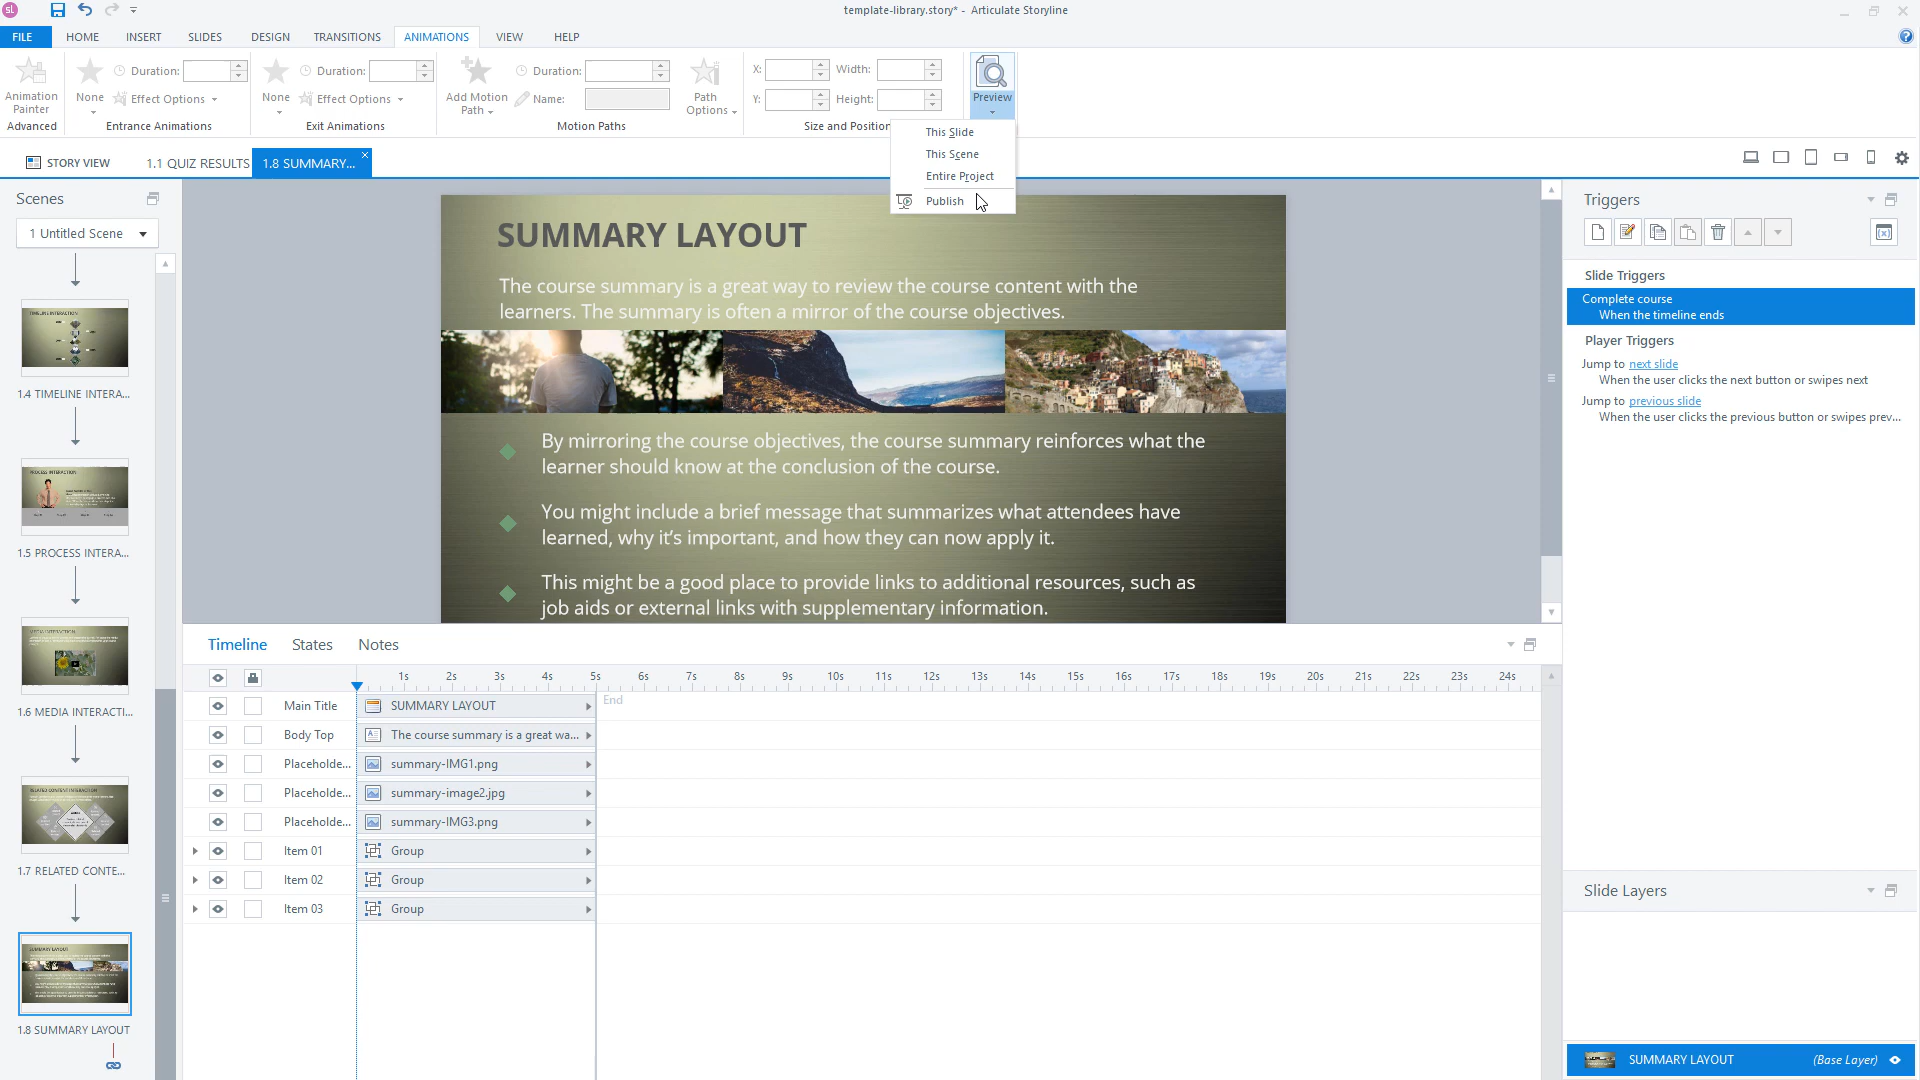 template-library.story* - Articulate Storyline
FILE HOME INSERT SLIDES DESIGN TRANSITIONS ANIMATIONS VIEW HELP
Animation Painter
Advanced
None
Duration:
Effect Options
Entrance Animations
None
Duration:
Effect Options
Exit Animations
Add Motion Path
Duration:
Name:
Path Options
Motion Paths
X: Width:
Y: Height:
Size and Position
Preview
This Slide
This Scene
Entire Project
Publish
STORY VIEW
1.1 QUIZ RESULTS
1.8 SUMMARY...
Scenes
1 Untitled Scene
1.4 TIMELINE INTERA...
1.5 PROCESS INTERA...
1.6 MEDIA INTERACTI...
1.7 RELATED CONTE...
1.8 SUMMARY LAYOUT
SUMMARY LAYOUT
The course summary is a great way to review the course content with the
learners. The summary is often a mirror of the course objectives.
By mirroring the course objectives, the course summary reinforces what the
learner should know at the conclusion of the course.
You might include a brief message that summarizes what attendees have
learned, why it's important, and how they can now apply it.
This might be a good place to provide links to additional resources, such as
job aids or external links with supplementary information.
Timeline States Notes
1s 2s 3s 4s 5s 6s 7s 8s 9s 10s 11s 12s 13s 14s 15s 16s 17s 18s 19s 20s 21s 22s 23s 24s
Main Title SUMMARY LAYOUT End
Body Top The course summary is a great wa...
Placeholde... summary-IMG1.png
Placeholde... summary-image2.jpg
Placeholde... summary-IMG3.png
Item 01 Group
Item 02 Group
Item 03 Group
Triggers
Slide Triggers
Complete course
When the timeline ends
Player Triggers
Jump to next slide
When the user clicks the next button or swipes next
Jump to previous slide
When the user clicks the previous button or swipes prev...
Slide Layers
SUMMARY LAYOUT (Base Layer)